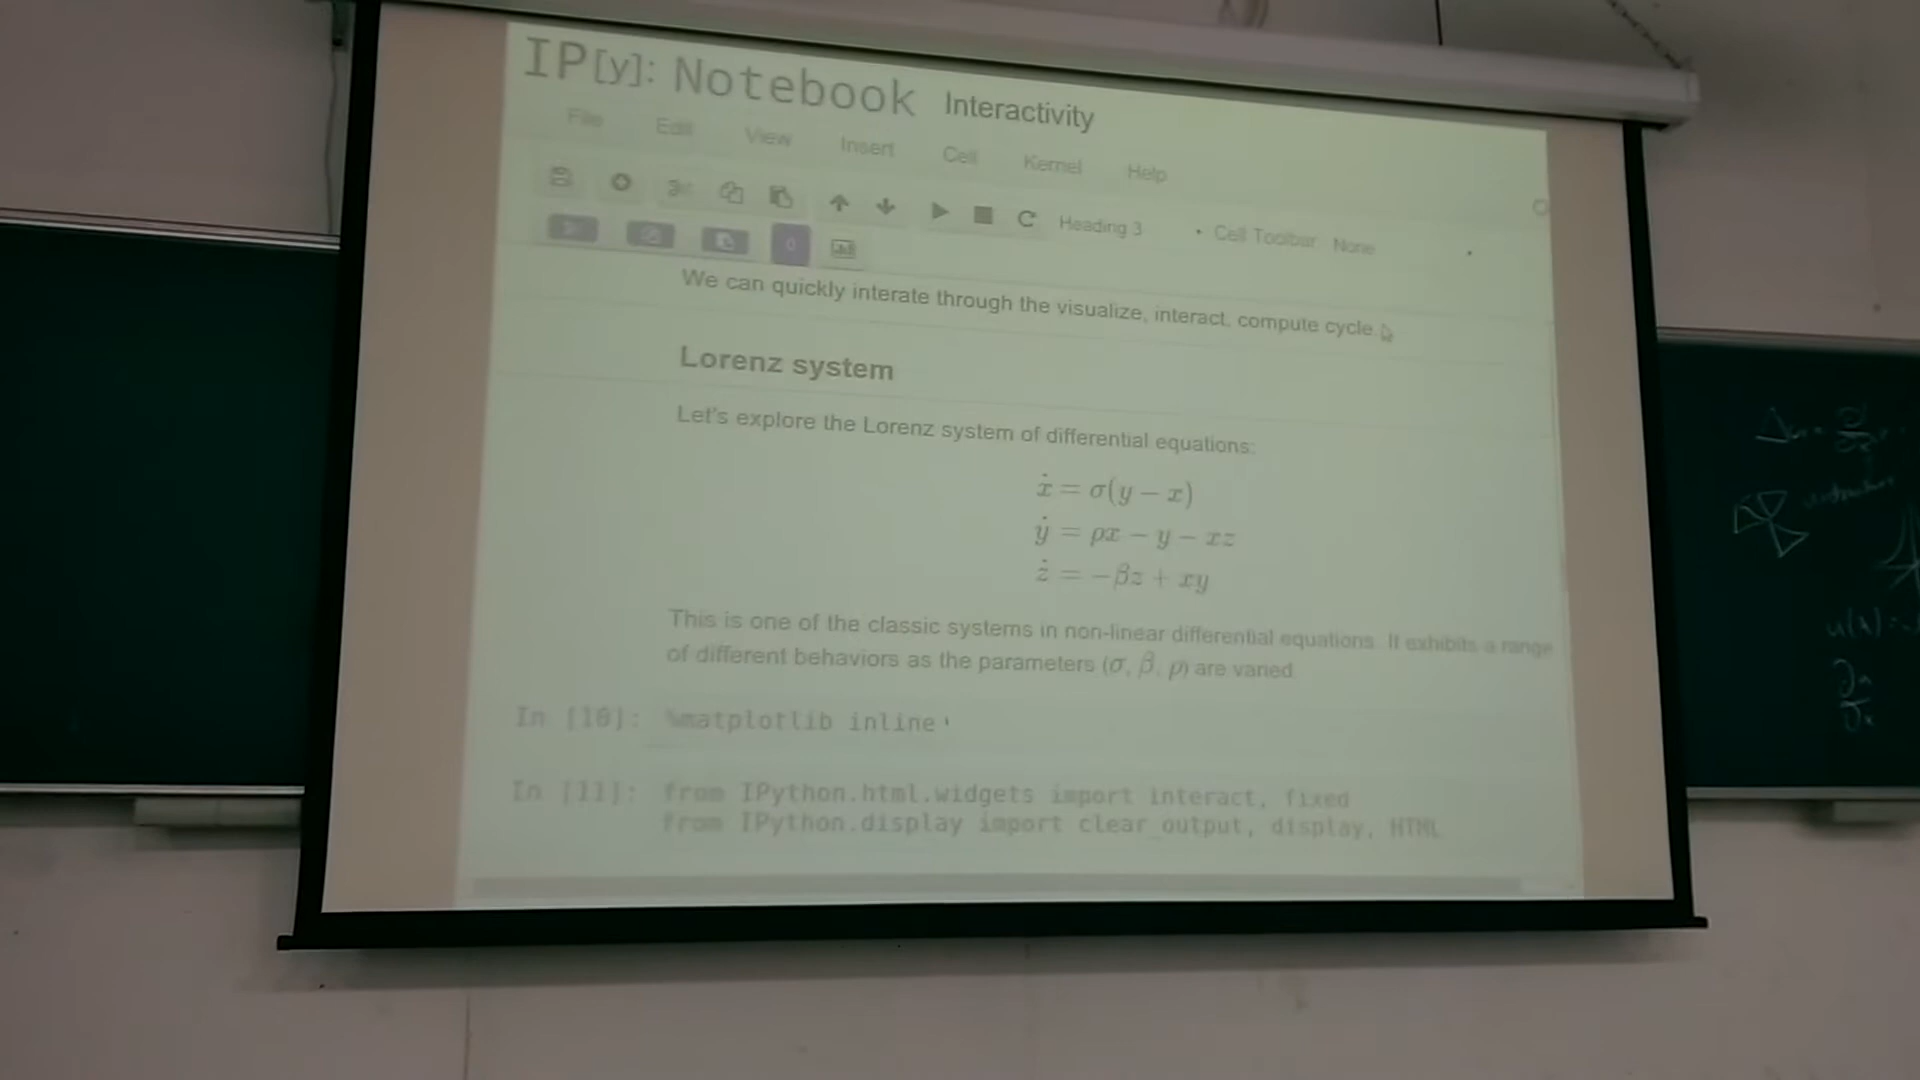 IP[y]: Notebook Interactivity
File Edit View Insert Cell Kernel Help
Heading 3 Cell Toolbar None
We can quickly interate through the visualize, interact, compute cycle.
Lorenz system
Let's explore the Lorenz system of differential equations:
ẋ = σ(y − x)
ẏ = ρx − y − xz
ż = −βz + xy
This is one of the classic systems in non-linear differential equations. It exhibits a range
of different behaviors as the parameters (σ, β, ρ) are varied.
In [10]: %matplotlib inline
In [11]: from IPython.html.widgets import interact, fixed
from IPython.display import clear_output, display, HTML